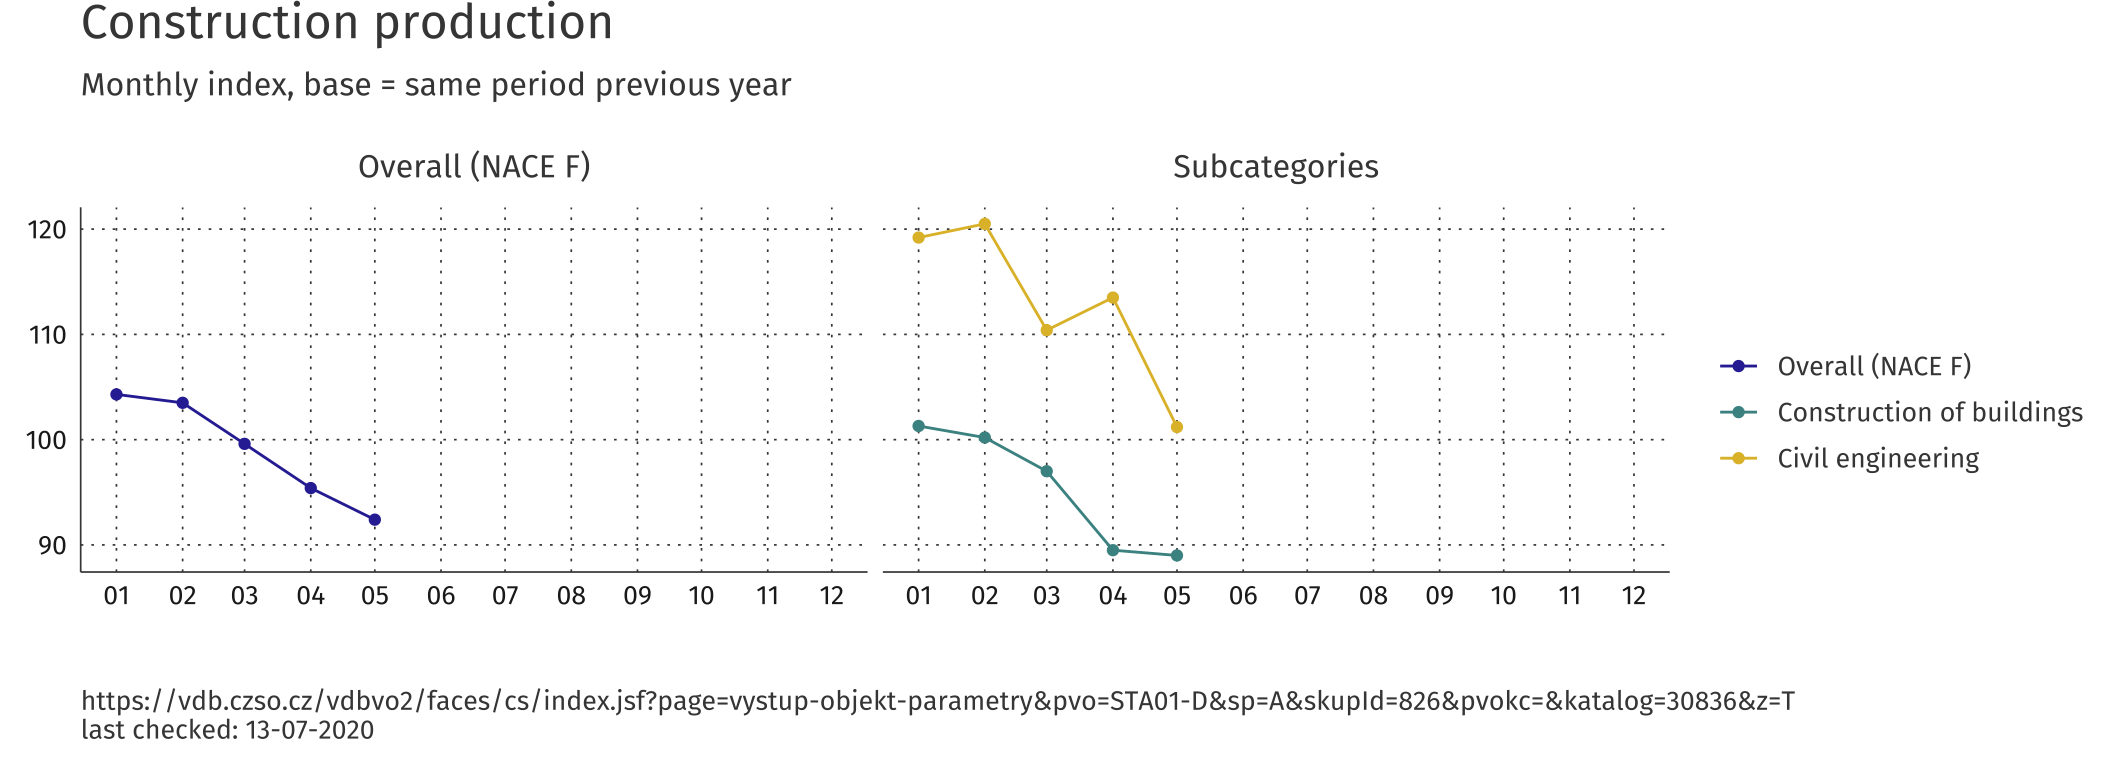 Construction production
Monthly index, base = same period previous year
Overall (NACE F)
Subcategories
120
110
100
90
01 02 03 04 05 06 07 08 09 10 11 12
01 02 03 04 05 06 07 08 09 10 11 12
Overall (NACE F)
Construction of buildings
Civil engineering
https://vdb.czso.cz/vdbvo2/faces/cs/index.jsf?page=vystup-objekt-parametry&pvo=STA01-D&sp=A&skupId=826&pvokc=&katalog=30836&z=T
last checked: 13-07-2020